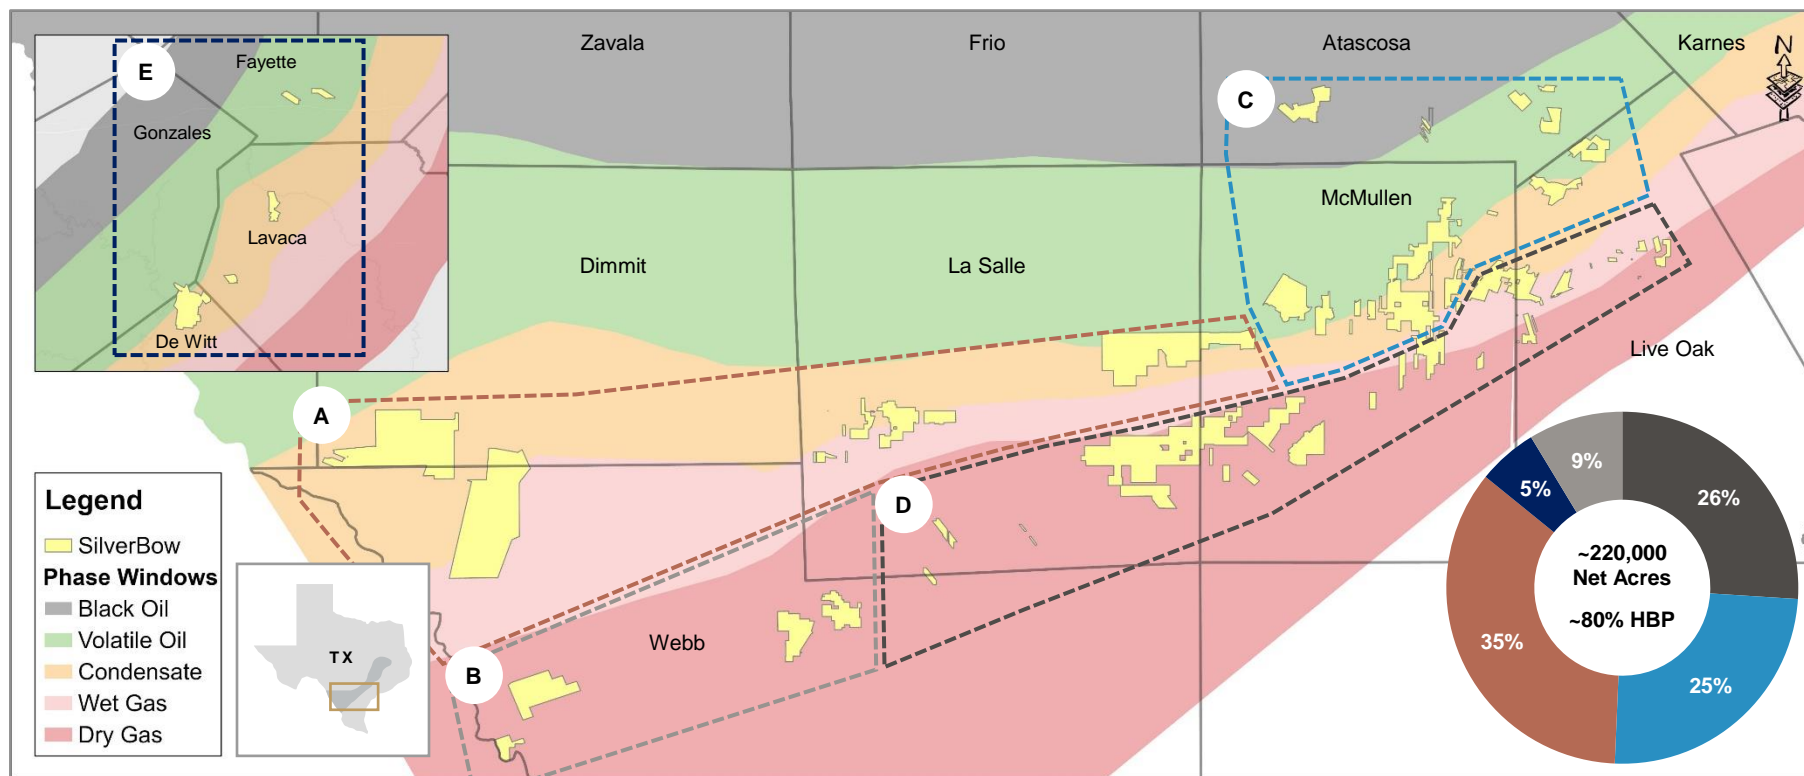 Zavala
Frio
Atascosa
Karnes
N
E
Fayette
Gonzales
Lavaca
De Witt
C
McMullen
Dimmit
La Salle
Live Oak
A
D
B
Webb
Legend
SilverBow
Phase Windows
Black Oil
Volatile Oil
Condensate
Wet Gas
Dry Gas
TX
9%
5%
26%
35%
25%
~220,000
Net Acres
~80% HBP